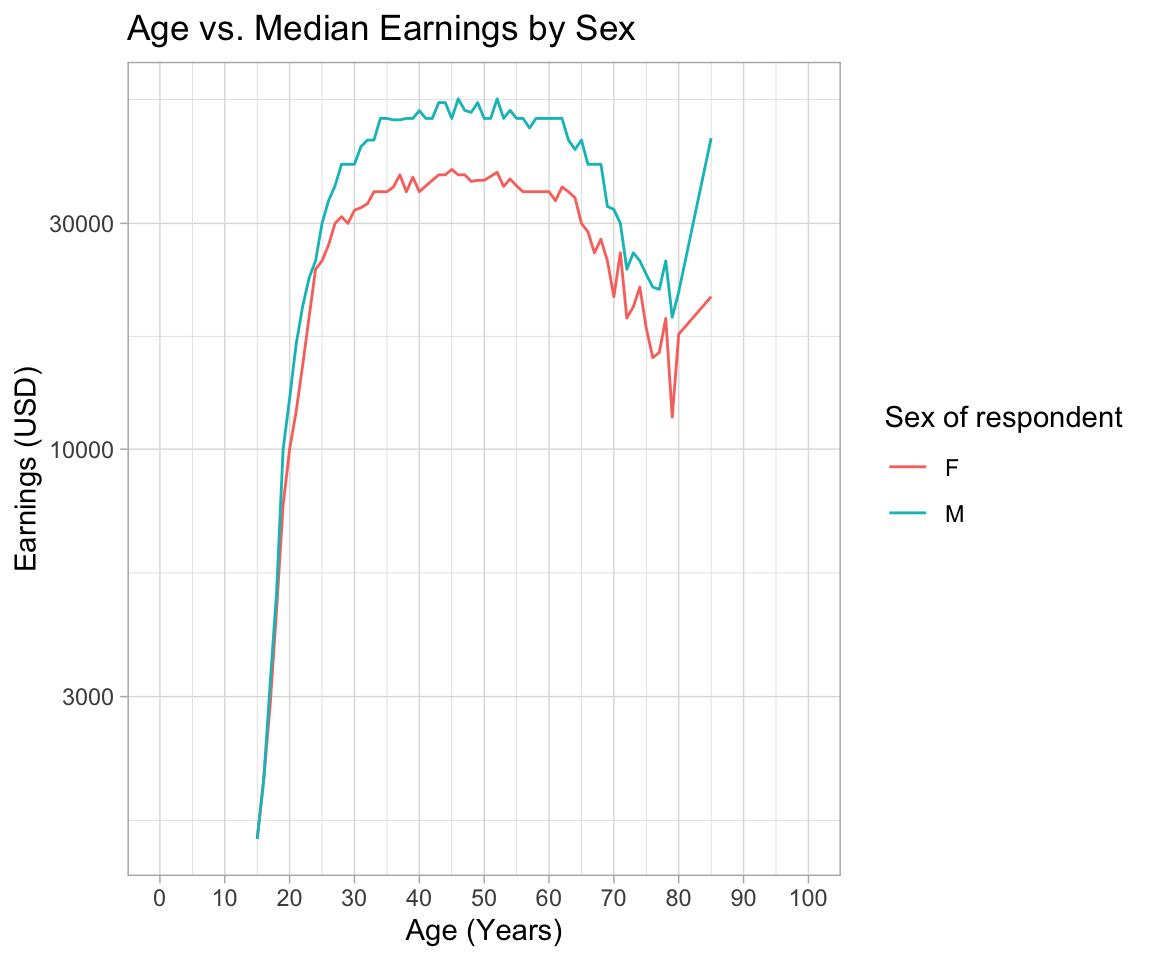 Age vs. Median Earnings by Sex
30000
10000
3000
Earnings (USD)
0 10 20 30 40 50 60 70 80 90 100
Age (Years)
Sex of respondent
F
M